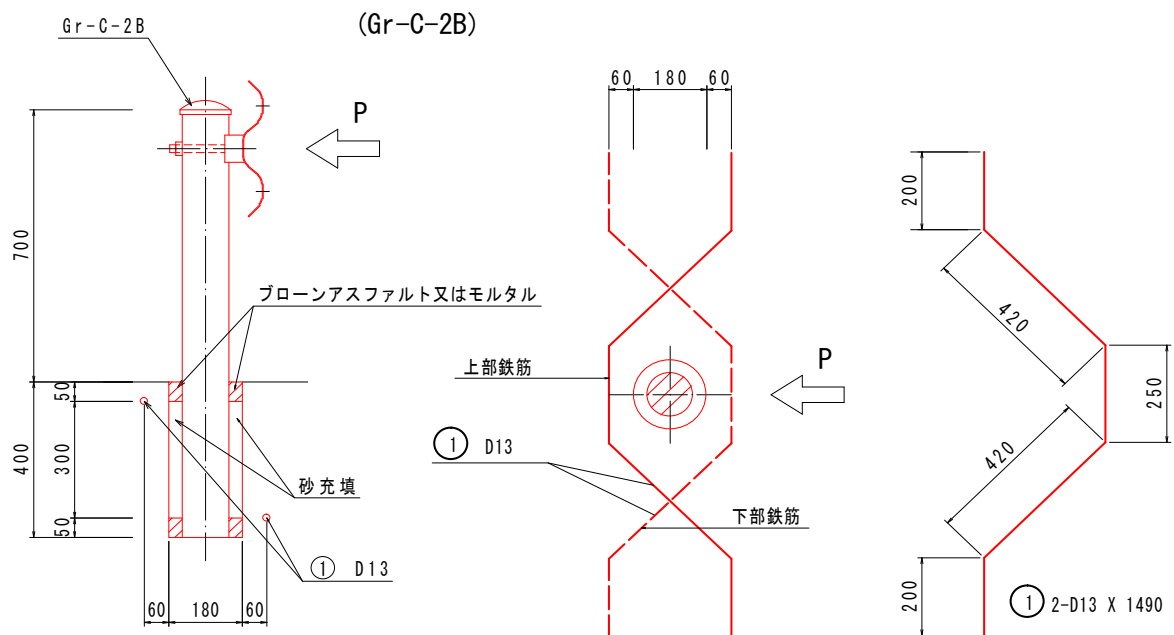 (Gr-C-2B)
Gr-C-2B
P
700
ブローンアスファルト又はモルタル
50
400
300
50
砂充填
① D13
60 180 60
60 180 60
上部鉄筋
P
① D13
下部鉄筋
200
420
250
420
200
① 2-D13 X 1490